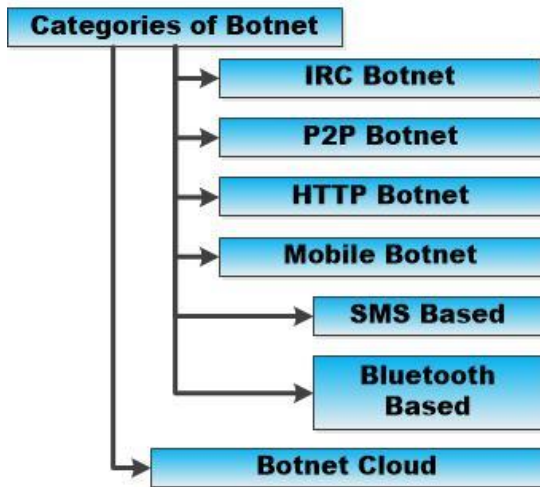 Categories of Botnet
IRC Botnet
P2P Botnet
HTTP Botnet
Mobile Botnet
SMS Based
Bluetooth
Based
Botnet Cloud